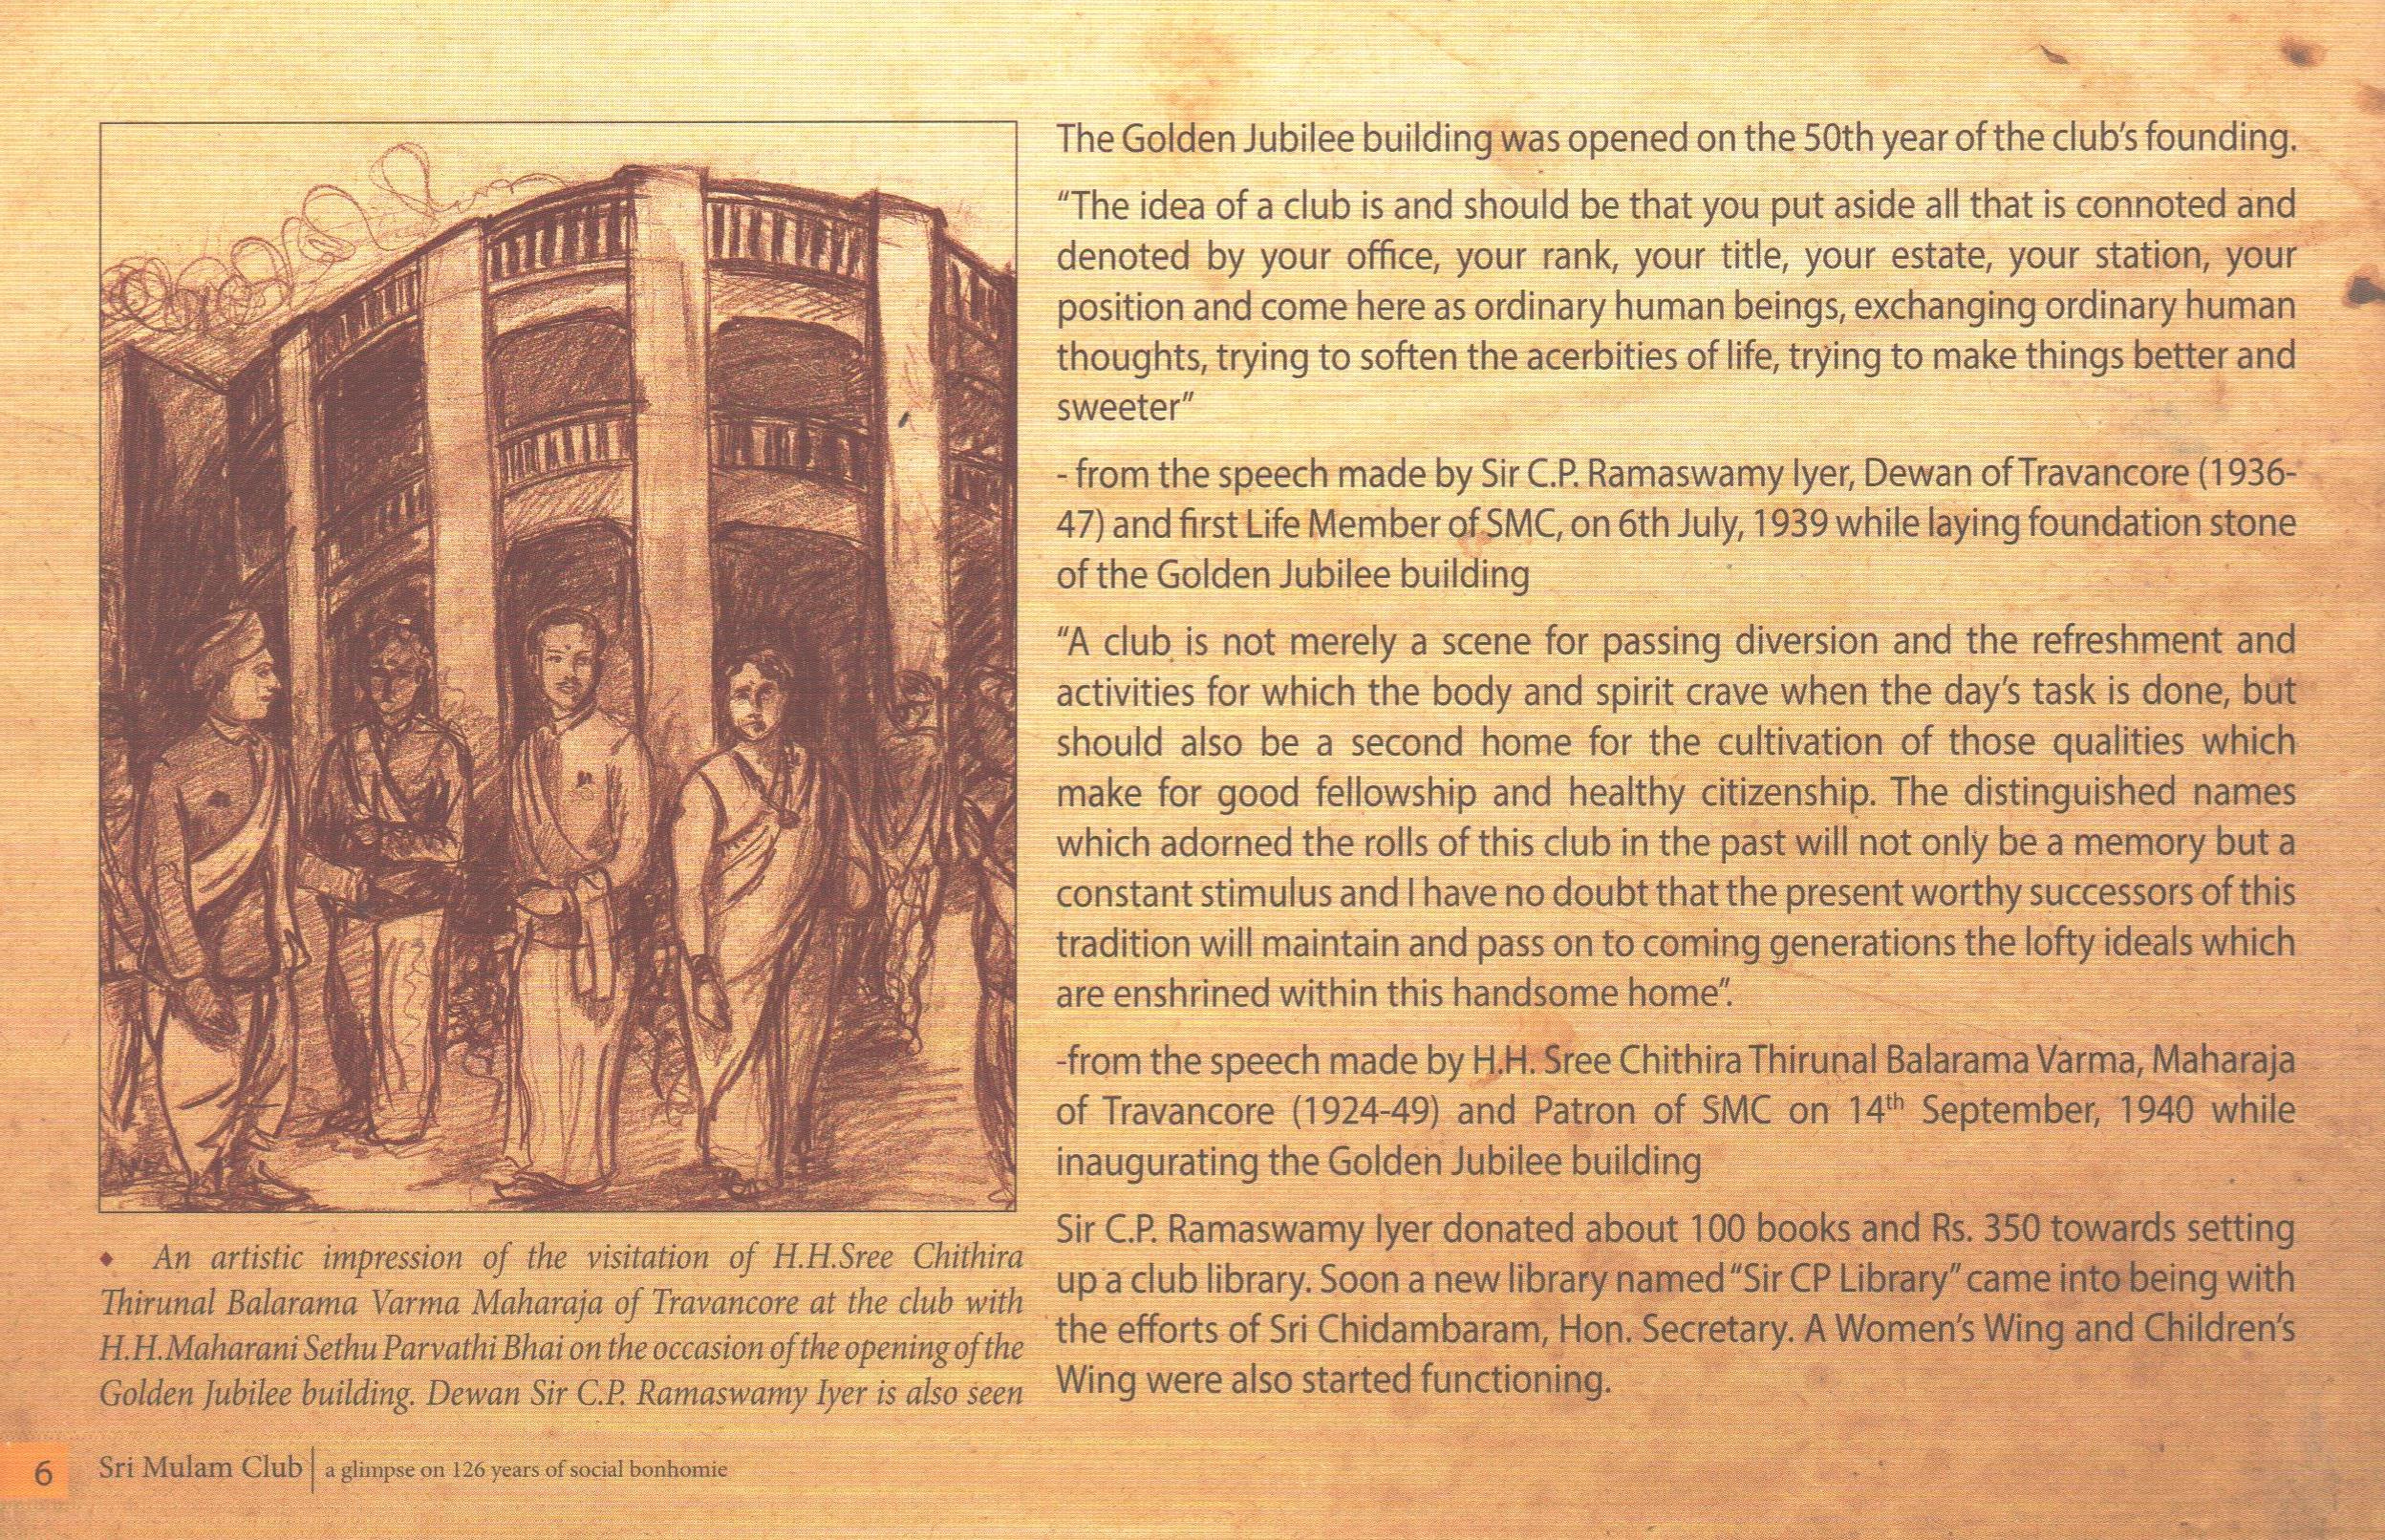 The Golden Jubilee building was opened on the 50th year of the club's founding.
“The idea of a club is and should be that you put aside all that is connoted and
denoted by your office, your rank, your title, your estate, your station, your
position and come here as ordinary human beings, exchanging ordinary human
thoughts, trying to soften the acerbities of life, trying to make things better and
sweeter”
- from the speech made by Sir C.P. Ramaswamy Iyer, Dewan of Travancore (1936-
47) and first Life Member of SMC, on 6th July, 1939 while laying foundation stone
of the Golden Jubilee building
“A club is not merely a scene for passing diversion and the refreshment and
activities for which the body and spirit crave when the day's task is done, but
should also be a second home for the cultivation of those qualities which
make for good fellowship and healthy citizenship. The distinguished names
which adorned the rolls of this club in the past will not only be a memory but a
constant stimulus and I have no doubt that the present worthy successors of this
tradition will maintain and pass on to coming generations the lofty ideals which
are enshrined within this handsome home”.
-from the speech made by H.H. Sree Chithira Thirunal Balarama Varma, Maharaja
of Travancore (1924-49) and Patron of SMC on 14th September, 1940 while
inaugurating the Golden Jubilee building
Sir C.P. Ramaswamy Iyer donated about 100 books and Rs. 350 towards setting
up a club library. Soon a new library named “Sir CP Library” came into being with
the efforts of Sri Chidambaram, Hon. Secretary. A Women's Wing and Children's
Wing were also started functioning.
An artistic impression of the visitation of H.H.Sree Chithira
Thirunal Balarama Varma Maharaja of Travancore at the club with
H.H.Maharani Sethu Parvathi Bhai on the occasion of the opening of the
Golden Jubilee building. Dewan Sir C.P. Ramaswamy Iyer is also seen
6 Sri Mulam Club | a glimpse on 126 years of social bonhomie